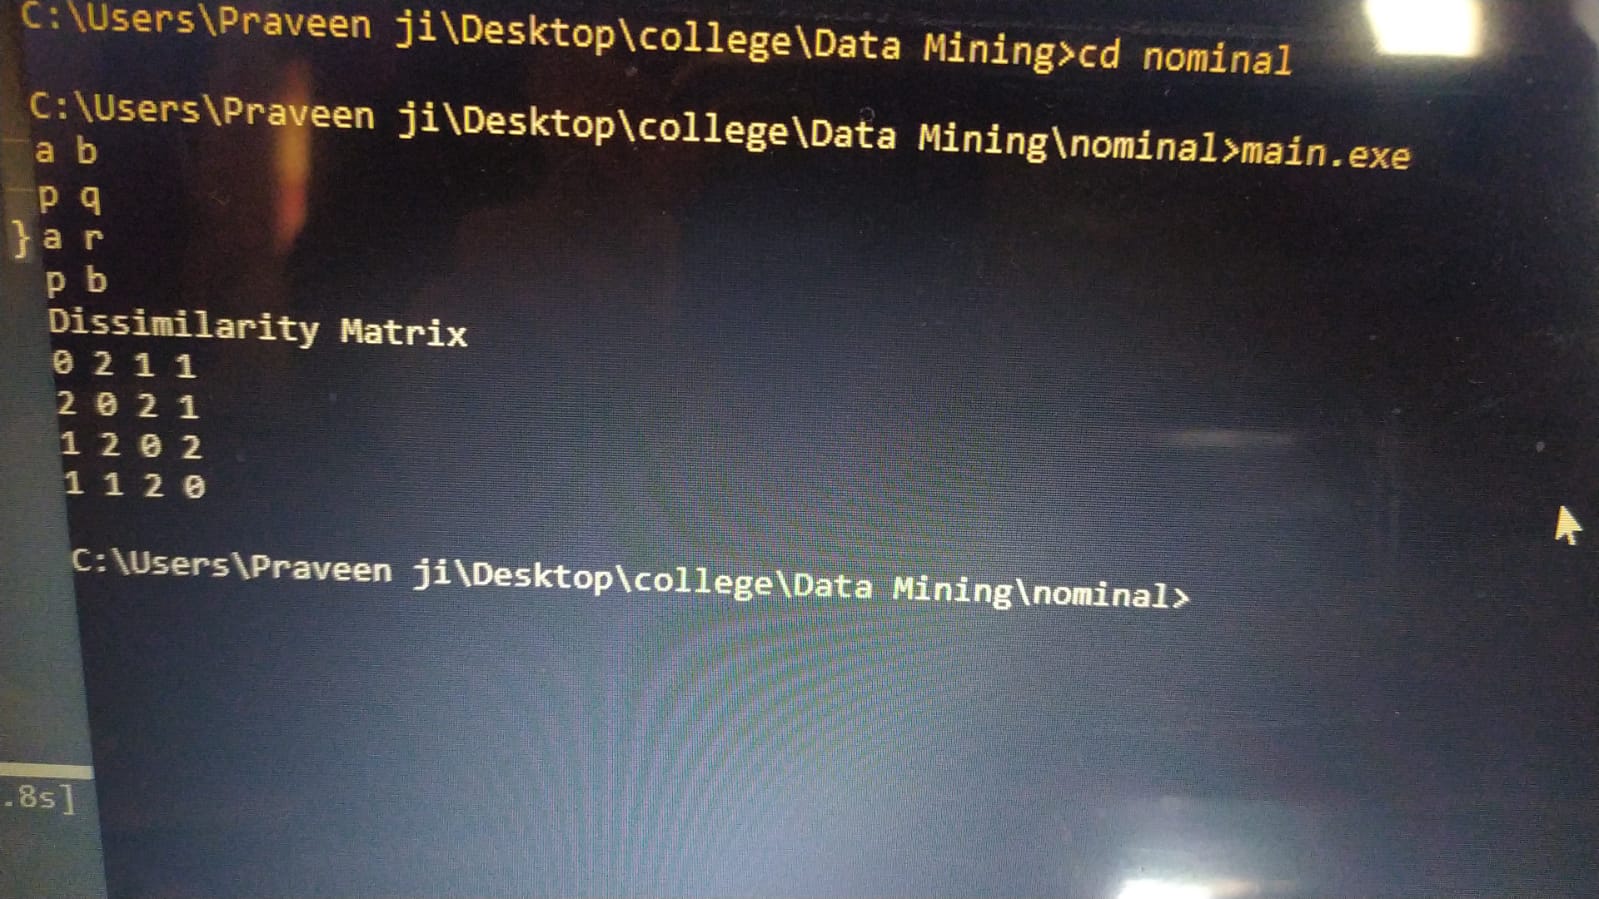 C:\Users\Praveen ji\Desktop\college\Data Mining>cd nominal
C:\Users\Praveen ji\Desktop\college\Data Mining\nominal>main.exe
a b
p q
}
a r
p b
Dissimilarity Matrix
0 2 1 1
2 0 2 1
1 2 0 2
1 1 2 0
C:\Users\Praveen ji\Desktop\college\Data Mining\nominal>
.8s]